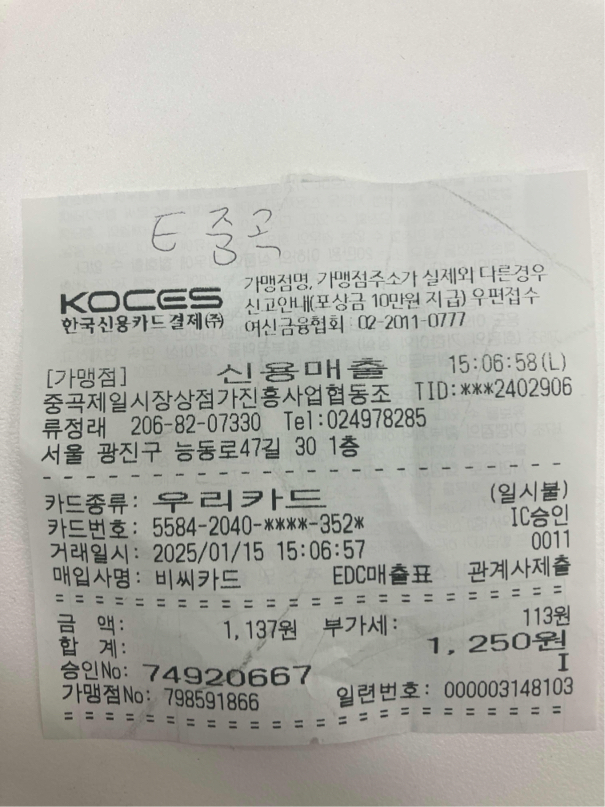 E 중곡
KOCES
한국신용카드결제(주)
가맹점명, 가맹점주소가 실제와 다른경우
신고안내(포상금 10만원 지급) 우편접수
여신금융협회 : 02-2011-0777
[가맹점] 신용매출 15:06:58(L)
중곡제일시장상점가진흥사업협동조 TID:***2402906
류정래 206-82-07330 Tel:024978285
서울 광진구 능동로47길 30 1층
카드종류: 우리카드 (일시불)
카드번호: 5584-2040-****-352* IC승인
거래일시: 2025/01/15 15:06:57 0011
매입사명: 비씨카드 EDC매출표 관계사제출
금 액: 1,137원 부가세: 113원
합 계: 1,250원
I
승인No: 74920667
가맹점No: 798591866 일련번호: 000003148103